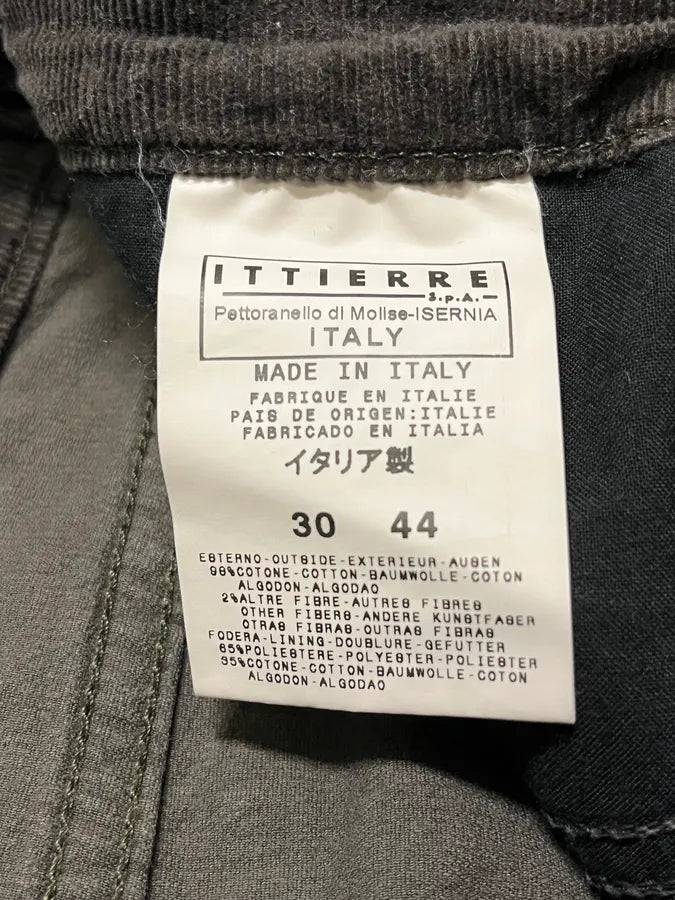 ITTIERRE
S.p.A.
Pettoranello di Molise-ISERNIA
ITALY
MADE IN ITALY
FABRIQUE EN ITALIE
PAIS DE ORIGEN:ITALIE
FABRICADO EN ITALIA
イタリア製
30 44
ESTERNO-OUTSIDE-EXTERIEUR-AUSEN
98%COTONE-COTTON-BAUMWOLLE-COTON
ALGODON-ALGODAO
2%ALTRE FIBRE-AUTRES FIBRES
OTHER FIBERS-ANDERE KUNSTFASER
OTRAS FIBRAS-OUTRAS FIBRAS
FODERA-LINING-DOUBLURE-GEFUTTER
65%POLIESTERE-POLYESTER-POLIESTER
35%COTONE-COTTON-BAUMWOLLE-COTON
ALGODON-ALGODAO